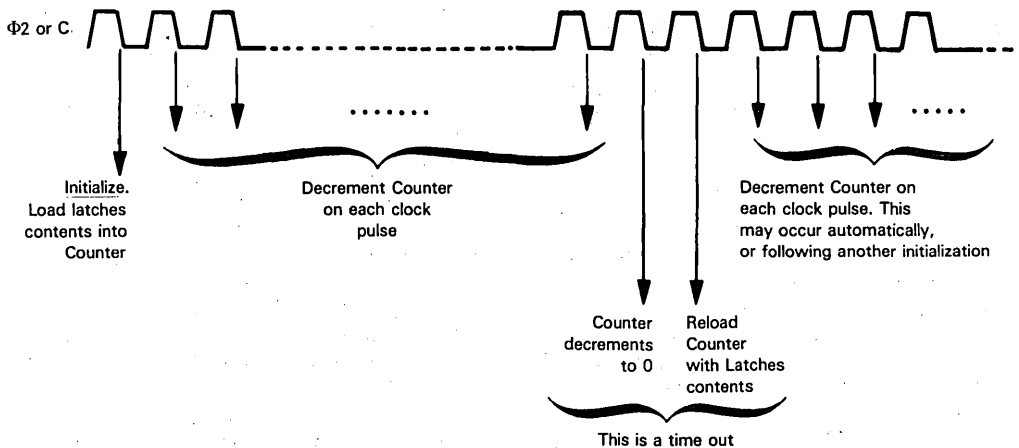 Φ2 or C
Initialize.
Load latches
contents into
Counter
Decrement Counter
on each clock
pulse
Decrement Counter on
each clock pulse. This
may occur automatically,
or following another initialization
Counter
decrements
to 0
Reload
Counter
with Latches
contents
This is a time out